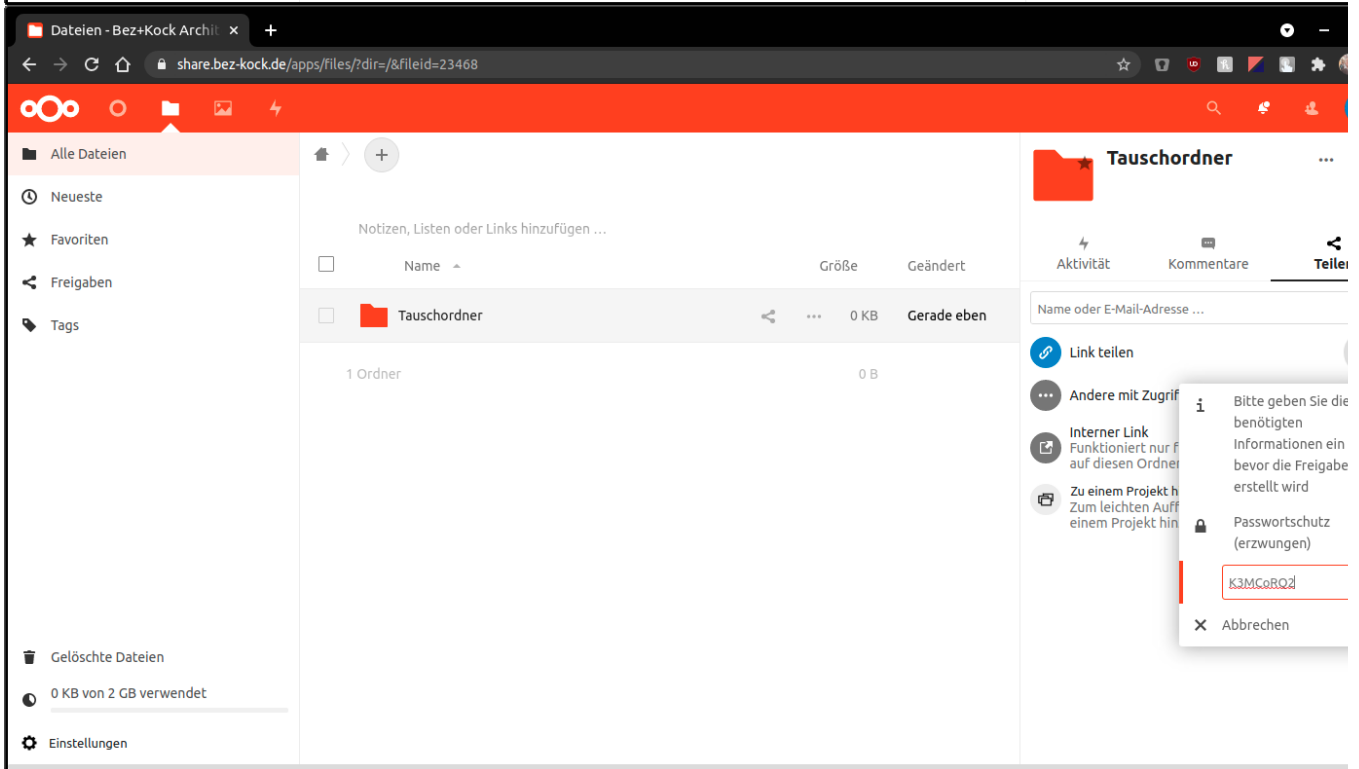 Dateien - Bez+Kock Archit
share.bez-kock.de/apps/files/?dir=/&fileid=23468
Alle Dateien
Neueste
Favoriten
Freigaben
Tags
Gelöschte Dateien
0 KB von 2 GB verwendet
Einstellungen
Notizen, Listen oder Links hinzufügen ...
Name Größe Geändert
Tauschordner ... 0 KB Gerade eben
1 Ordner 0 B
Tauschordner ...
Aktivität Kommentare Teilen
Name oder E-Mail-Adresse ...
Link teilen
Andere mit Zugrif
Interner Link
Funktioniert nur f
auf diesen Ordner
Zu einem Projekt h
Zum leichten Auff
einem Projekt hin
Bitte geben Sie die
benötigten
Informationen ein
bevor die Freigabe
erstellt wird
Passwortschutz
(erzwungen)
K3MCoRQ2
Abbrechen